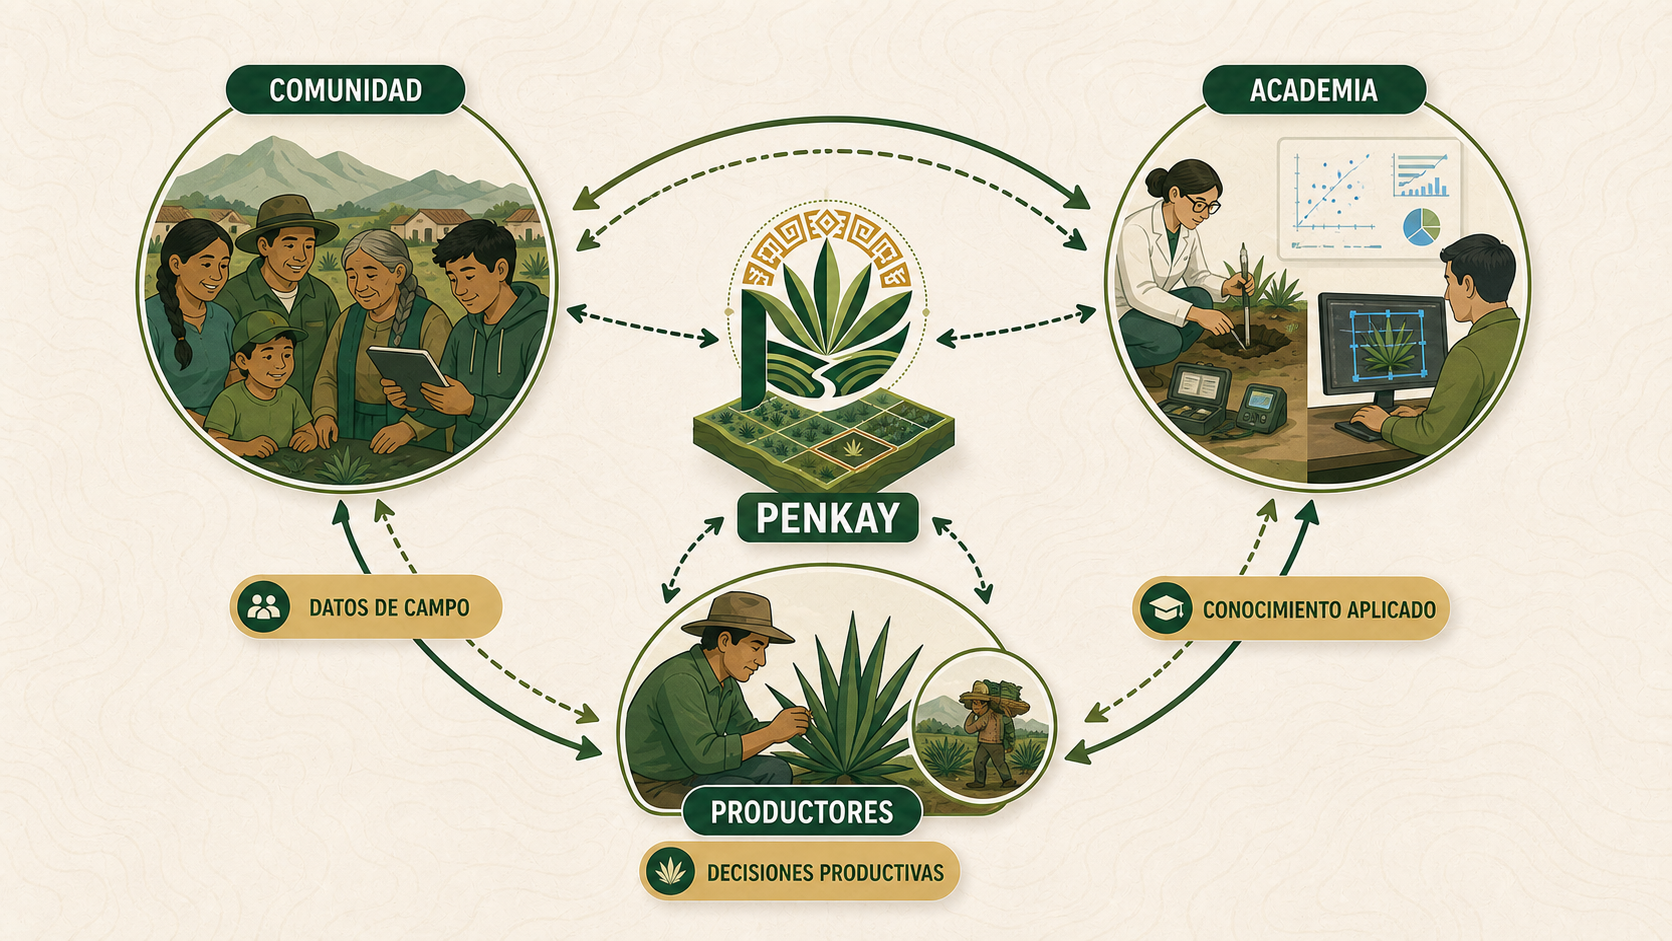 COMUNIDAD
ACADEMIA
PENKAY
DATOS DE CAMPO
CONOCIMIENTO APLICADO
PRODUCTORES
DECISIONES PRODUCTIVAS